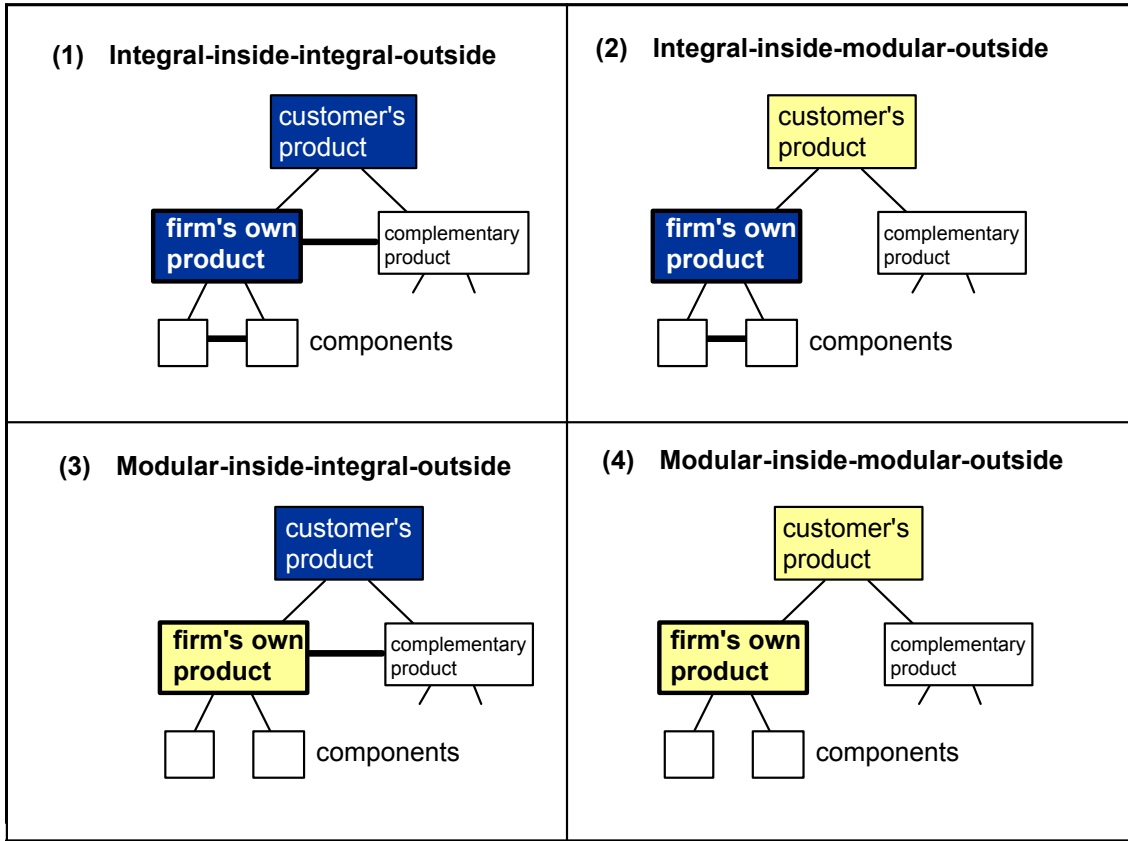 (1) Integral-inside-integral-outside
customer's
product
firm's own
product
complementary
product
components
(2) Integral-inside-modular-outside
customer's
product
firm's own
product
complementary
product
components
(3) Modular-inside-integral-outside
customer's
product
firm's own
product
complementary
product
components
(4) Modular-inside-modular-outside
customer's
product
firm's own
product
complementary
product
components